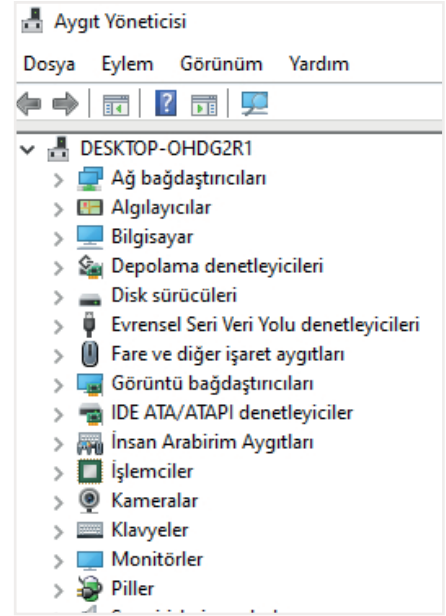 Aygıt Yöneticisi
Dosya Eylem Görünüm Yardım
DESKTOP-OHDG2R1
Ağ bağdaştırıcıları
Algılayıcılar
Bilgisayar
Depolama denetleyicileri
Disk sürücüleri
Evrensel Seri Veri Yolu denetleyicileri
Fare ve diğer işaret aygıtları
Görüntü bağdaştırıcıları
IDE ATA/ATAPI denetleyiciler
İnsan Arabirim Aygıtları
İşlemciler
Kameralar
Klavyeler
Monitörler
Piller